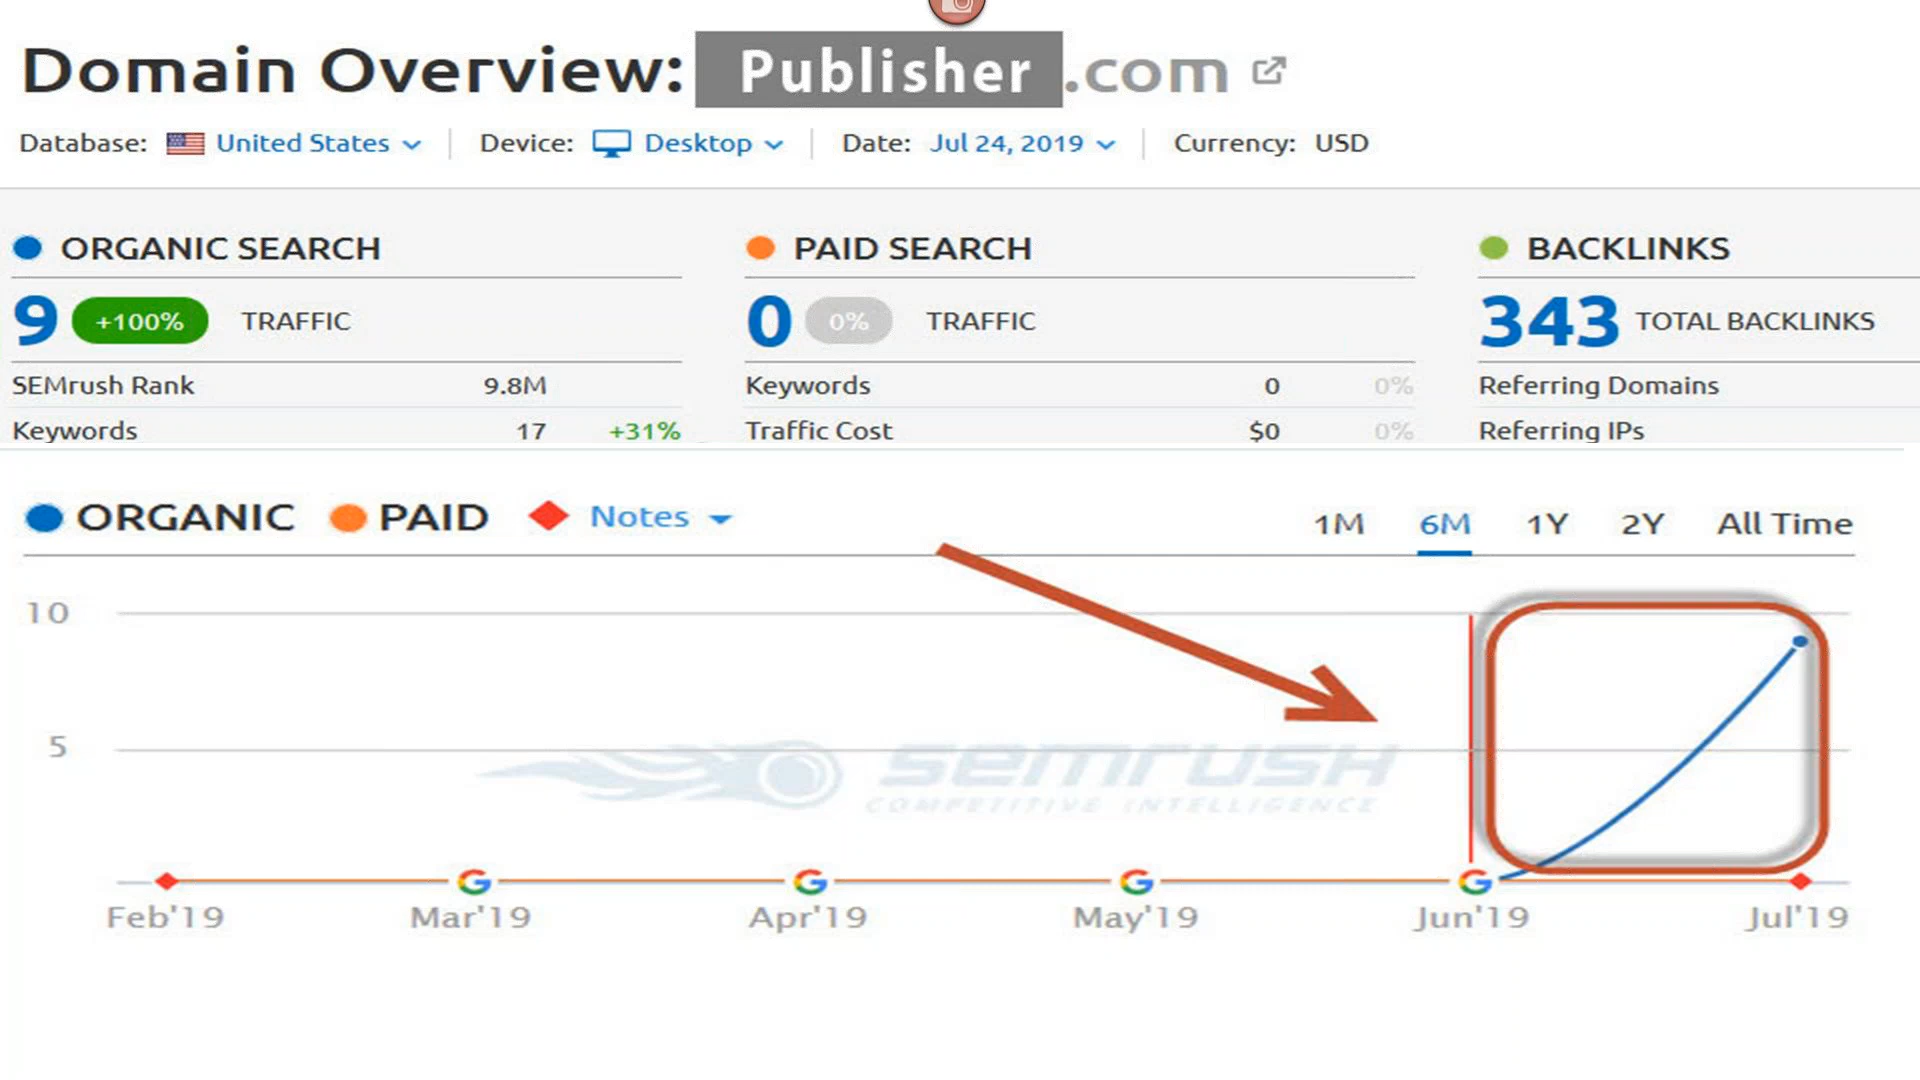 Domain Overview: Publisher.com
Database: United States Device: Desktop Date: Jul 24, 2019 Currency: USD
ORGANIC SEARCH PAID SEARCH BACKLINKS
9 +100% TRAFFIC 0 0% TRAFFIC 343 TOTAL BACKLINKS
SEMrush Rank 9.8M Keywords 0 0% Referring Domains
Keywords 17 +31% Traffic Cost $0 0% Referring IPs
ORGANIC PAID Notes 1M 6M 1Y 2Y All Time
10
5
semrush
COMPETITIVE INTELLIGENCE
Feb'19 Mar'19 Apr'19 May'19 Jun'19 Jul'19